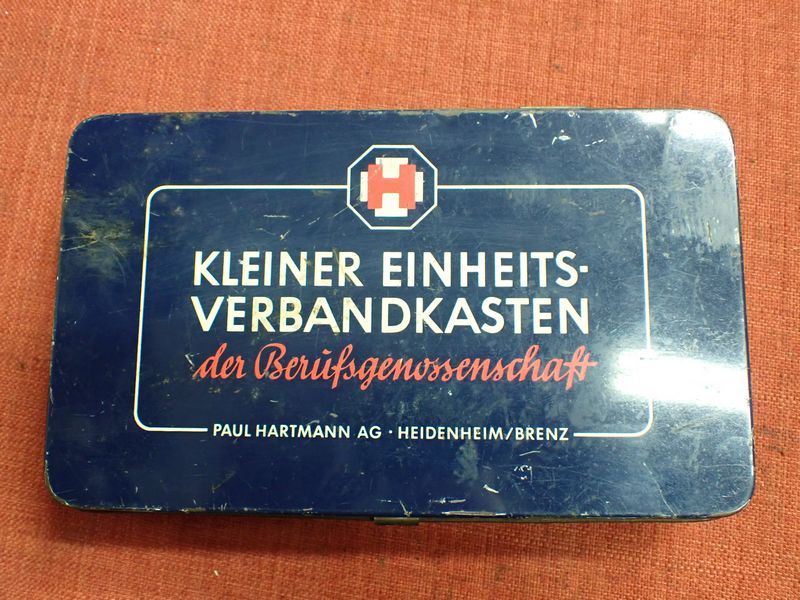 H
KLEINER EINHEITS-
VERBANDKASTEN
der Berufsgenossenschaft
PAUL HARTMANN AG · HEIDENHEIM/BRENZ